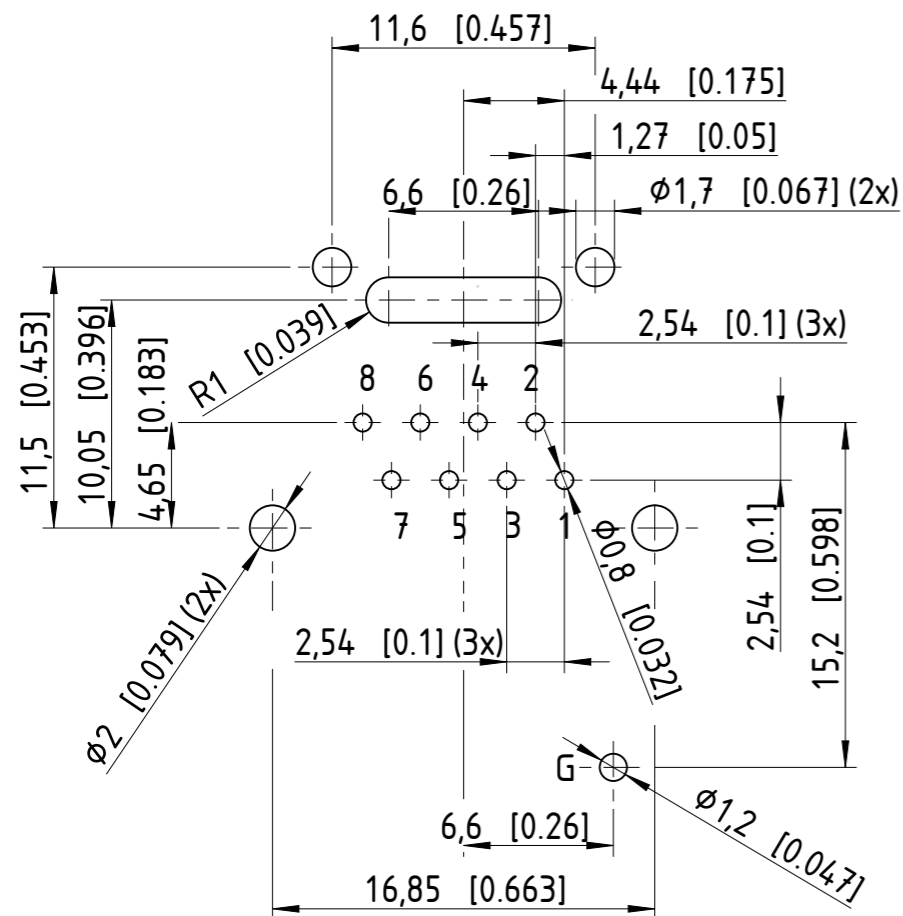 11,6 [0.457]
4,44 [0.175]
1,27 [0.05]
6,6 [0.26]
ϕ1,7 [0.067] (2x)
11,5 [0.453]
10,05 [0.396]
4,65 [0.183]
R1 [0.039]
2,54 [0.1] (3x)
8 6 4 2
7 5 3 1
ϕ0,8 [0.032]
2,54 [0.1]
15,2 [0.598]
ϕ2 [0.079] (2x)
2,54 [0.1] (3x)
G
ϕ1,2 [0.047]
6,6 [0.26]
16,85 [0.663]